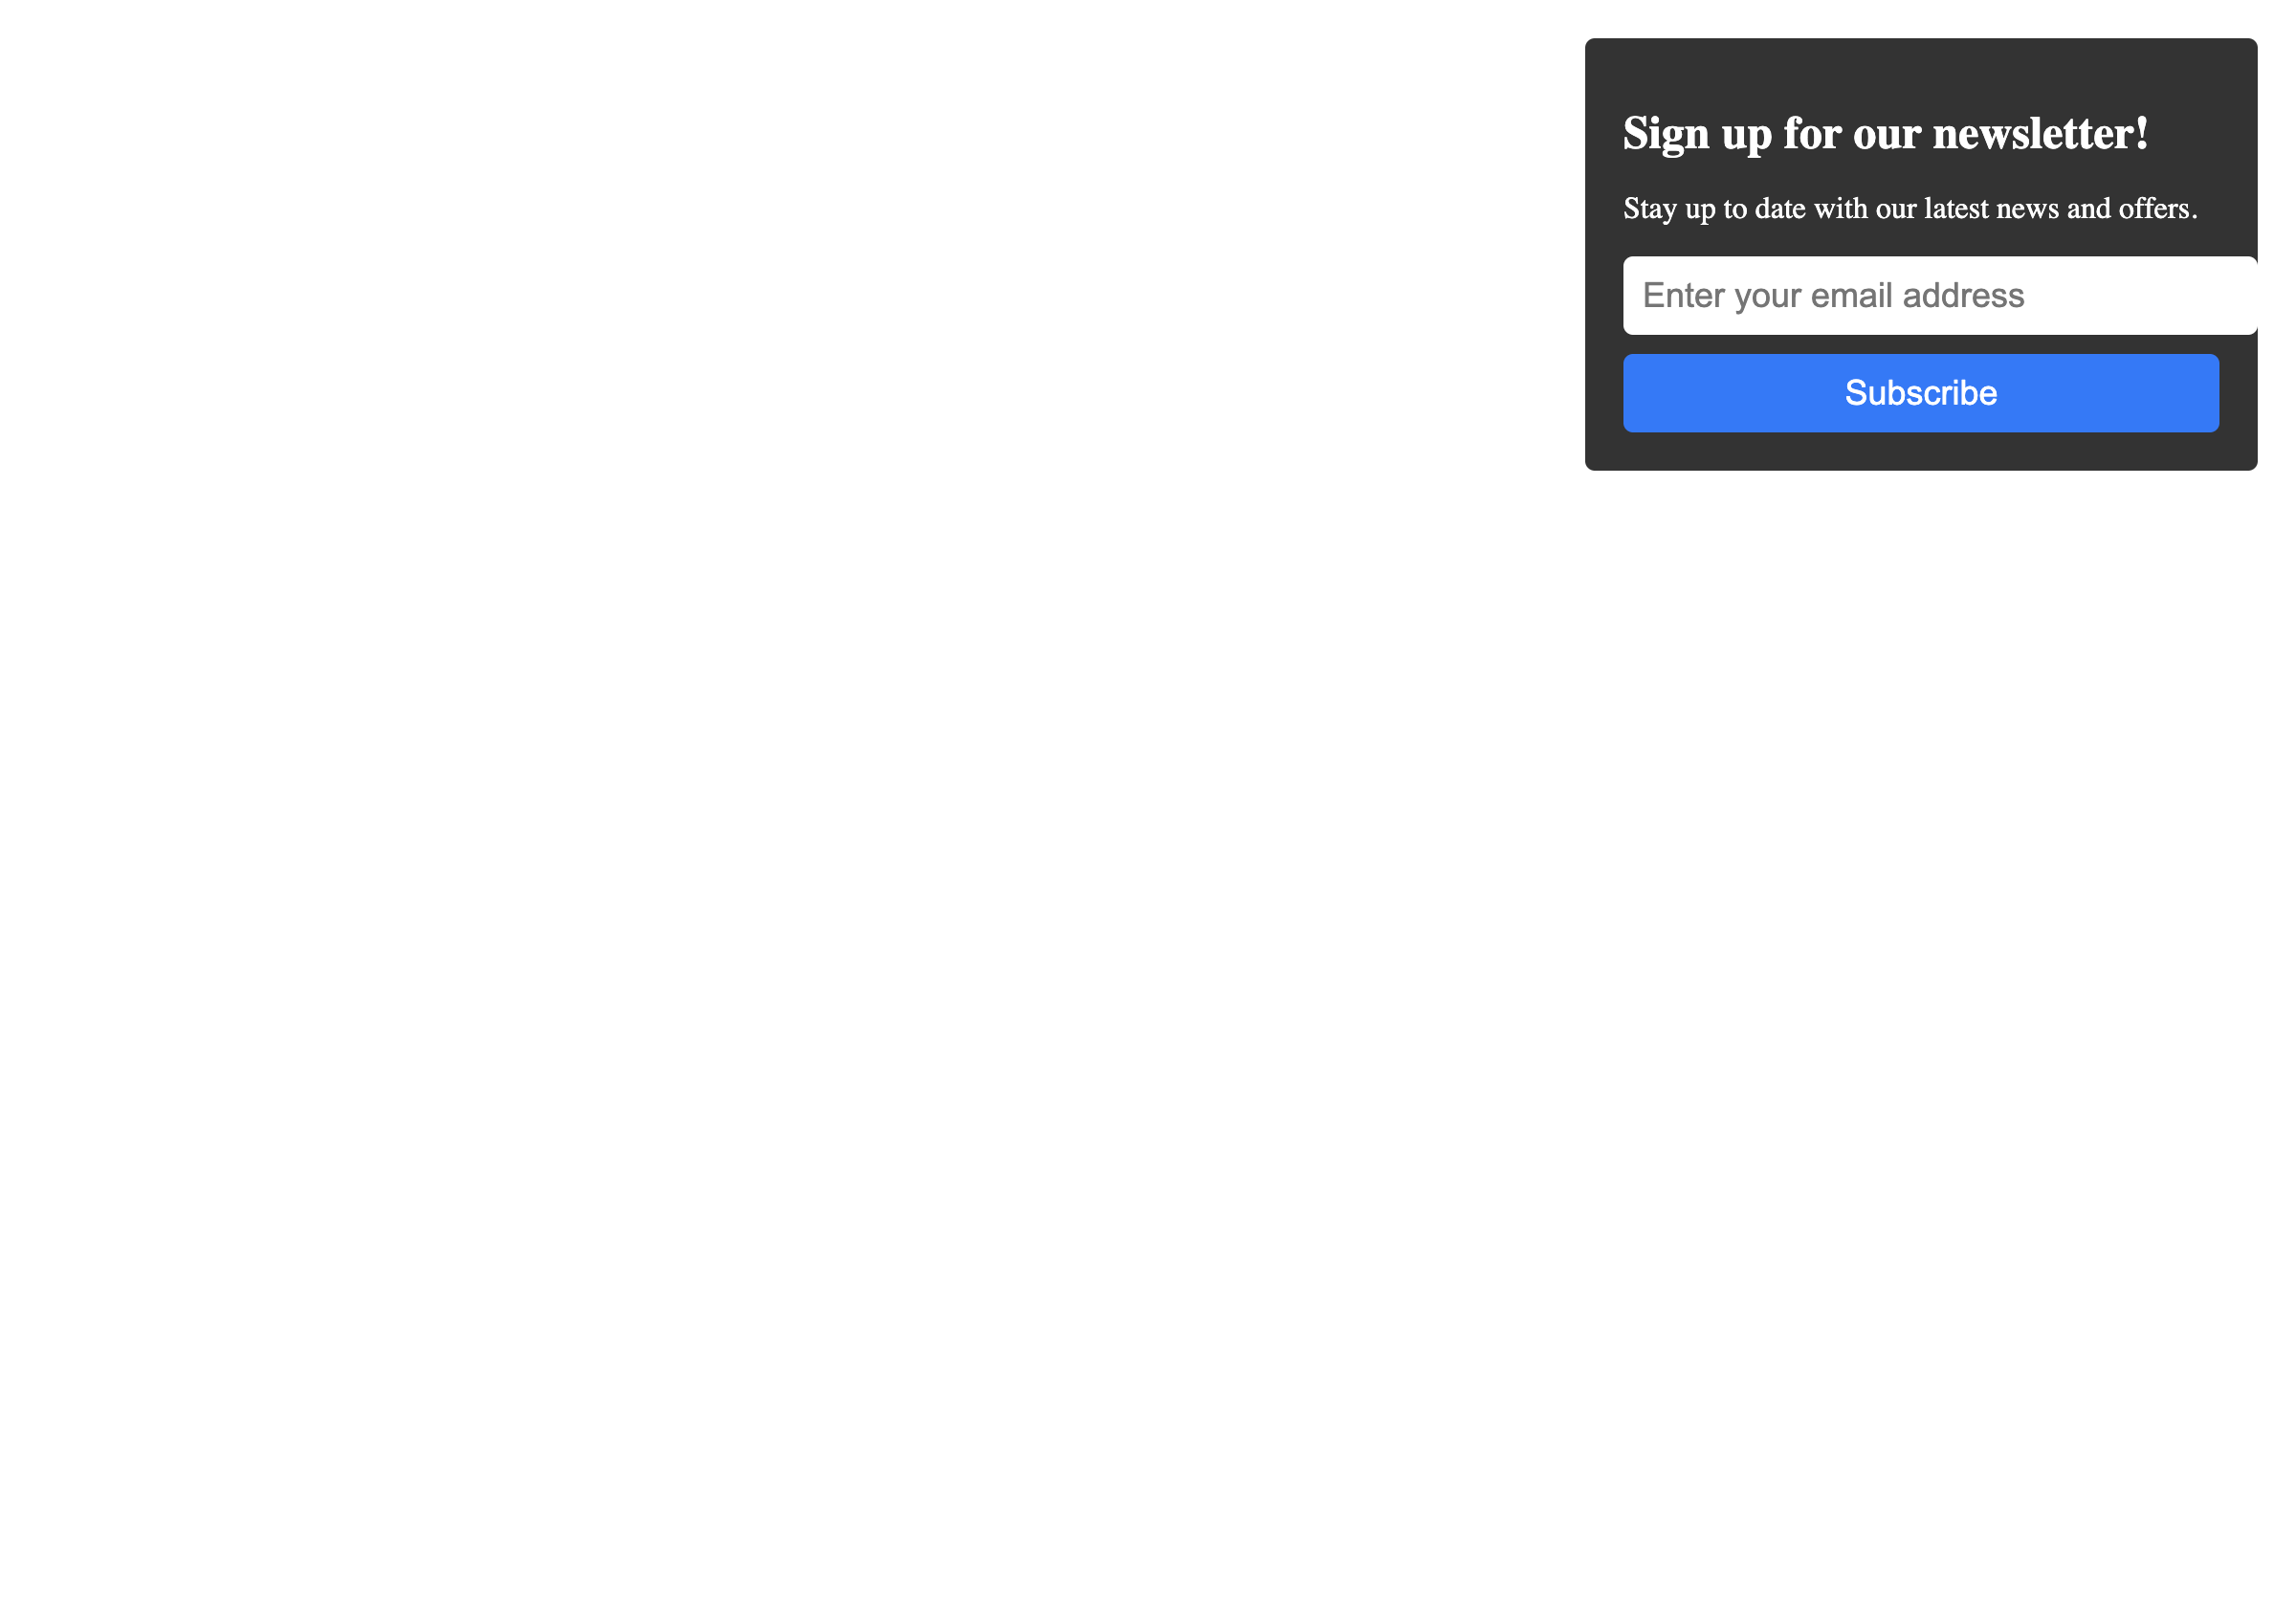 Sign up for our newsletter!
Stay up to date with our latest news and offers.
Enter your email address
Subscribe